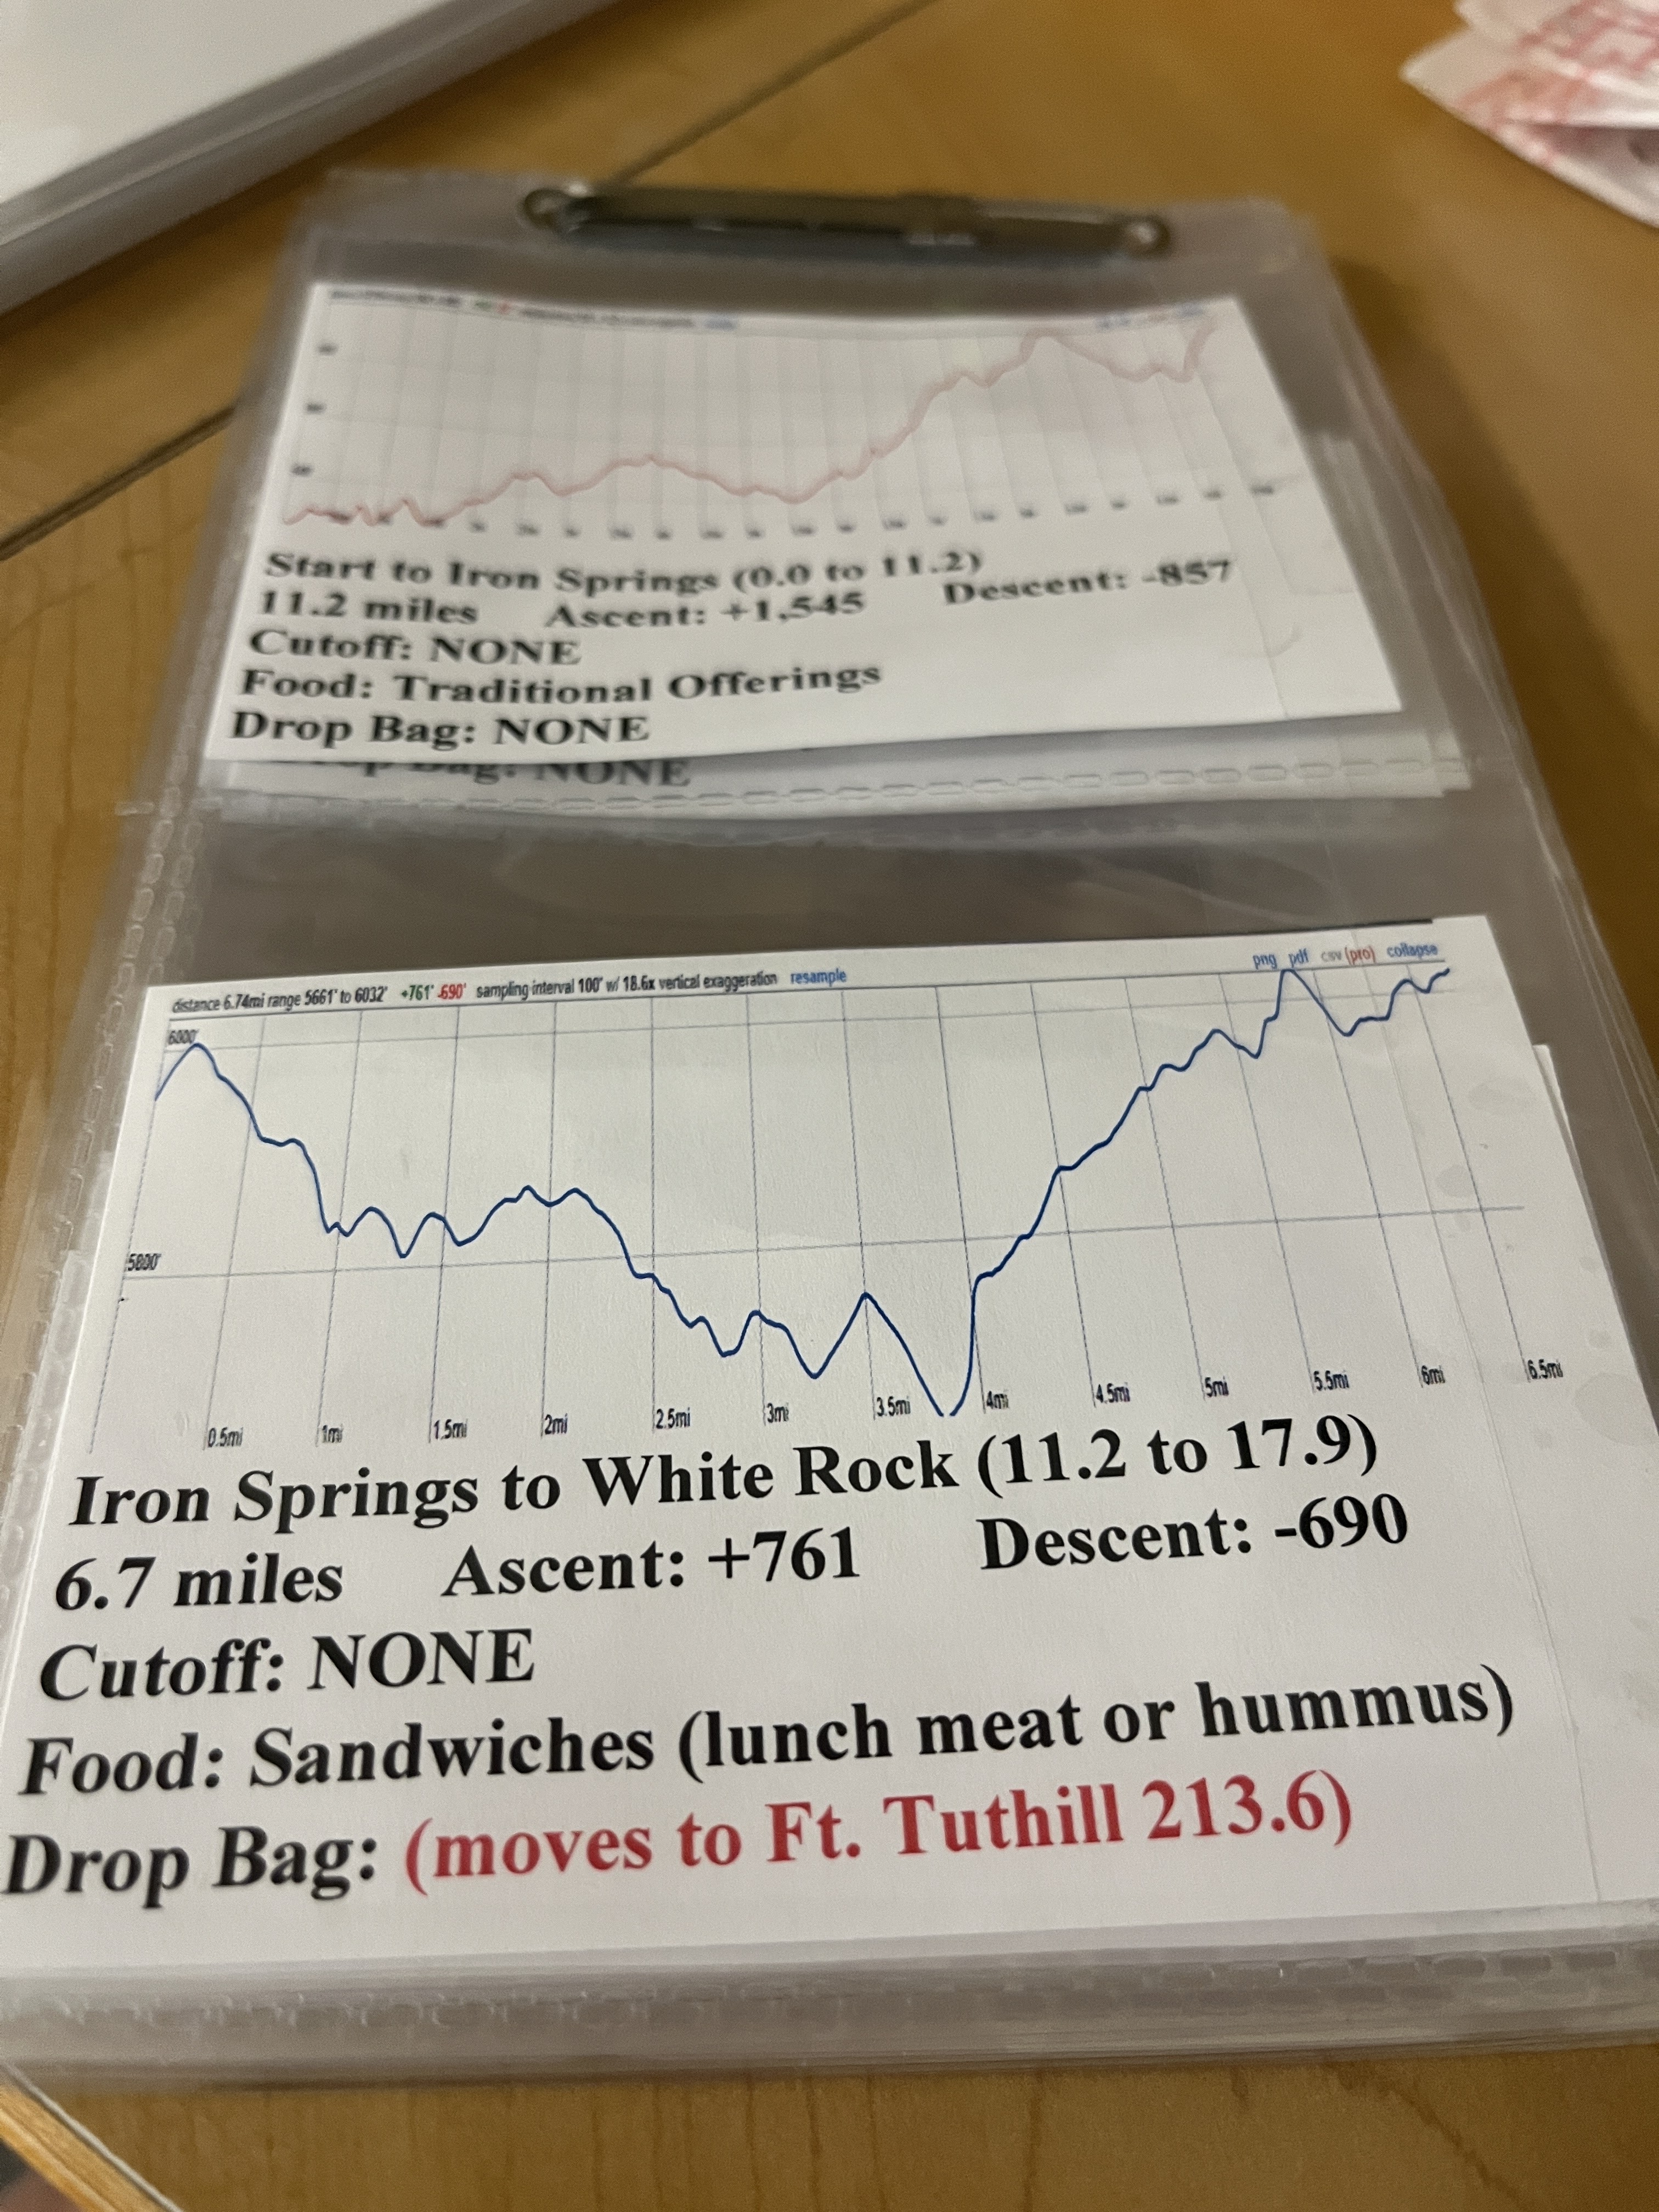 Start to Iron Springs (0.0 to 11.2)
11.2 miles Ascent: +1,545 Descent: -857
Cutoff: NONE
Food: Traditional Offerings
Drop Bag: NONE
Drop Bag: NONE
png pdf csv (pro) collapse
distance 6.74mi range 5661' to 6032' +761' -690' sampling interval 100' w/ 18.6x vertical exaggeration resample
6000'
5800'
0.5mi 1mi 1.5mi 2mi 2.5mi 3mi 3.5mi 4mi 4.5mi 5mi 5.5mi 6mi 6.5mi
Iron Springs to White Rock (11.2 to 17.9)
6.7 miles Ascent: +761 Descent: -690
Cutoff: NONE
Food: Sandwiches (lunch meat or hummus)
Drop Bag: (moves to Ft. Tuthill 213.6)